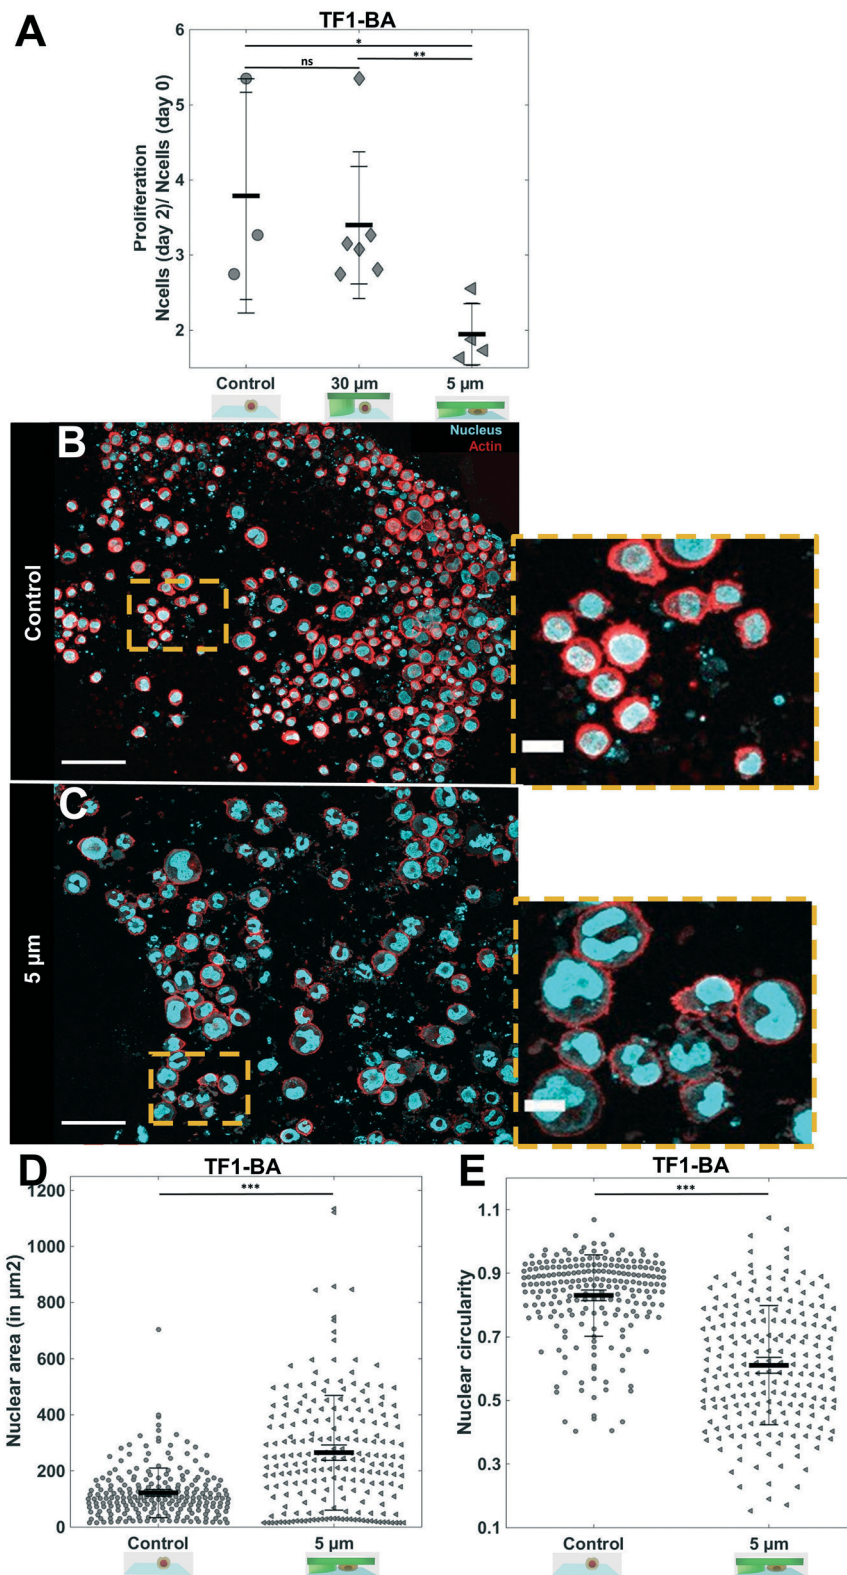 A
TF1-BA
Proliferation
Ncells (day 2)/ Ncells (day 0)
6
5
4
3
2
*
**
ns
Control
30 µm
5 µm
B
Nucleus
Actin
Control
C
5 µm
D
TF1-BA
Nuclear area (in µm2)
1200
1000
800
600
400
200
0
***
Control
5 µm
E
TF1-BA
Nuclear circularity
1.1
0.9
0.7
0.5
0.3
0.1
***
Control
5 µm